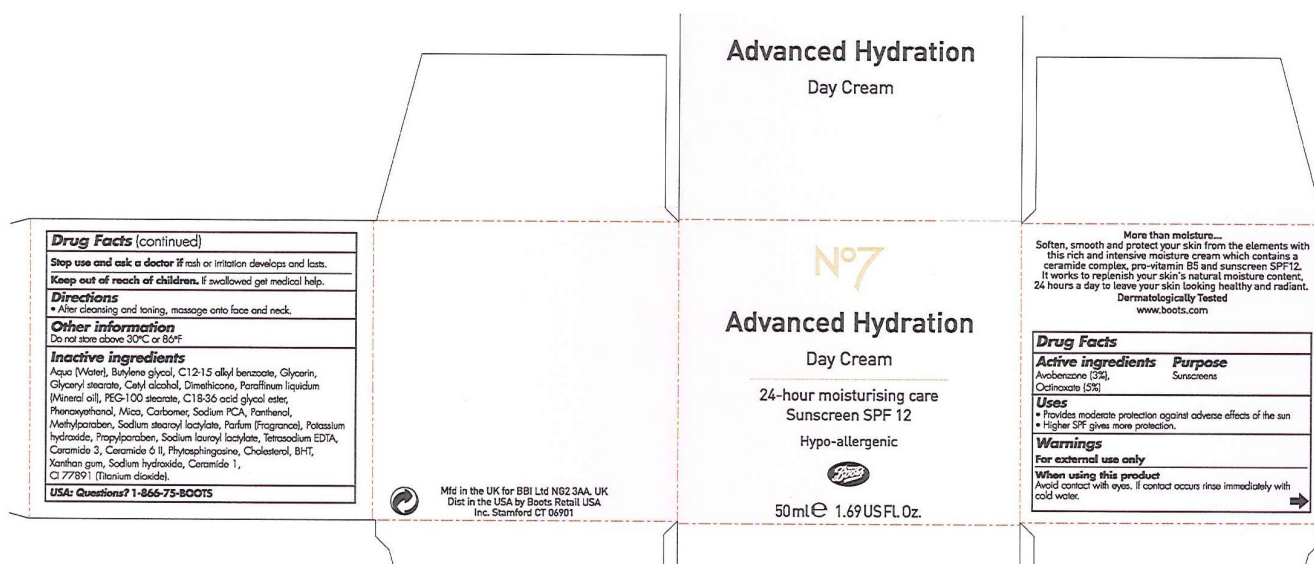 Advanced Hydration
Day Cream
Drug Facts (continued)
Stop use and ask a doctor if rash or irritation develops and lasts.
Keep out of reach of children. If swallowed get medical help.
Directions
• After cleansing and toning, massage onto face and neck.
Other information
Do not store above 30°C or 86°F
Inactive ingredients
Aqua (Water), Butylene glycol, C12-15 alkyl benzoate, Glycerin,
Glyceryl stearate, Cetyl alcohol, Dimethicone, Paraffinum liquidum
(Mineral oil), PEG-100 stearate, C18-36 acid glycol ester,
Phenoxyethanol, Mica, Carbomer, Sodium PCA, Panthenol,
Methylparaben, Sodium stearoyl lactylate, Parfum (Fragrance), Potassium
hydroxide, Propylparaben, Sodium lauroyl lactylate, Tetrasodium EDTA,
Ceramide 3, Ceramide 6 II, Phytosphingosine, Cholesterol, BHT,
Xanthan gum, Sodium hydroxide, Ceramide 1,
CI 77891 (Titanium dioxide).
USA: Questions? 1-866-75-BOOTS
Mfd in the UK for BBI Ltd NG2 3AA, UK
Dist in the USA by Boots Retail USA
Inc. Stamford CT 06901
No7
Advanced Hydration
Day Cream
24-hour moisturising care
Sunscreen SPF 12
Hypo-allergenic
Boots
50ml e 1.69 US Fl. Oz.
More than moisture...
Soften, smooth and protect your skin from the elements with
this rich and intensive moisture cream which contains a
ceramide complex, pro-vitamin B5 and sunscreen SPF12.
It works to replenish your skin's natural moisture content,
24 hours a day to leave your skin looking healthy and radiant.
Dermatologically Tested
www.boots.com
Drug Facts
Active ingredients Purpose
Avobenzone (3%), Sunscreens
Octinoxate (5%)
Uses
• Provides moderate protection against adverse effects of the sun
• Higher SPF gives more protection.
Warnings
For external use only
When using this product
Avoid contact with eyes. If contact occurs rinse immediately with
cold water.